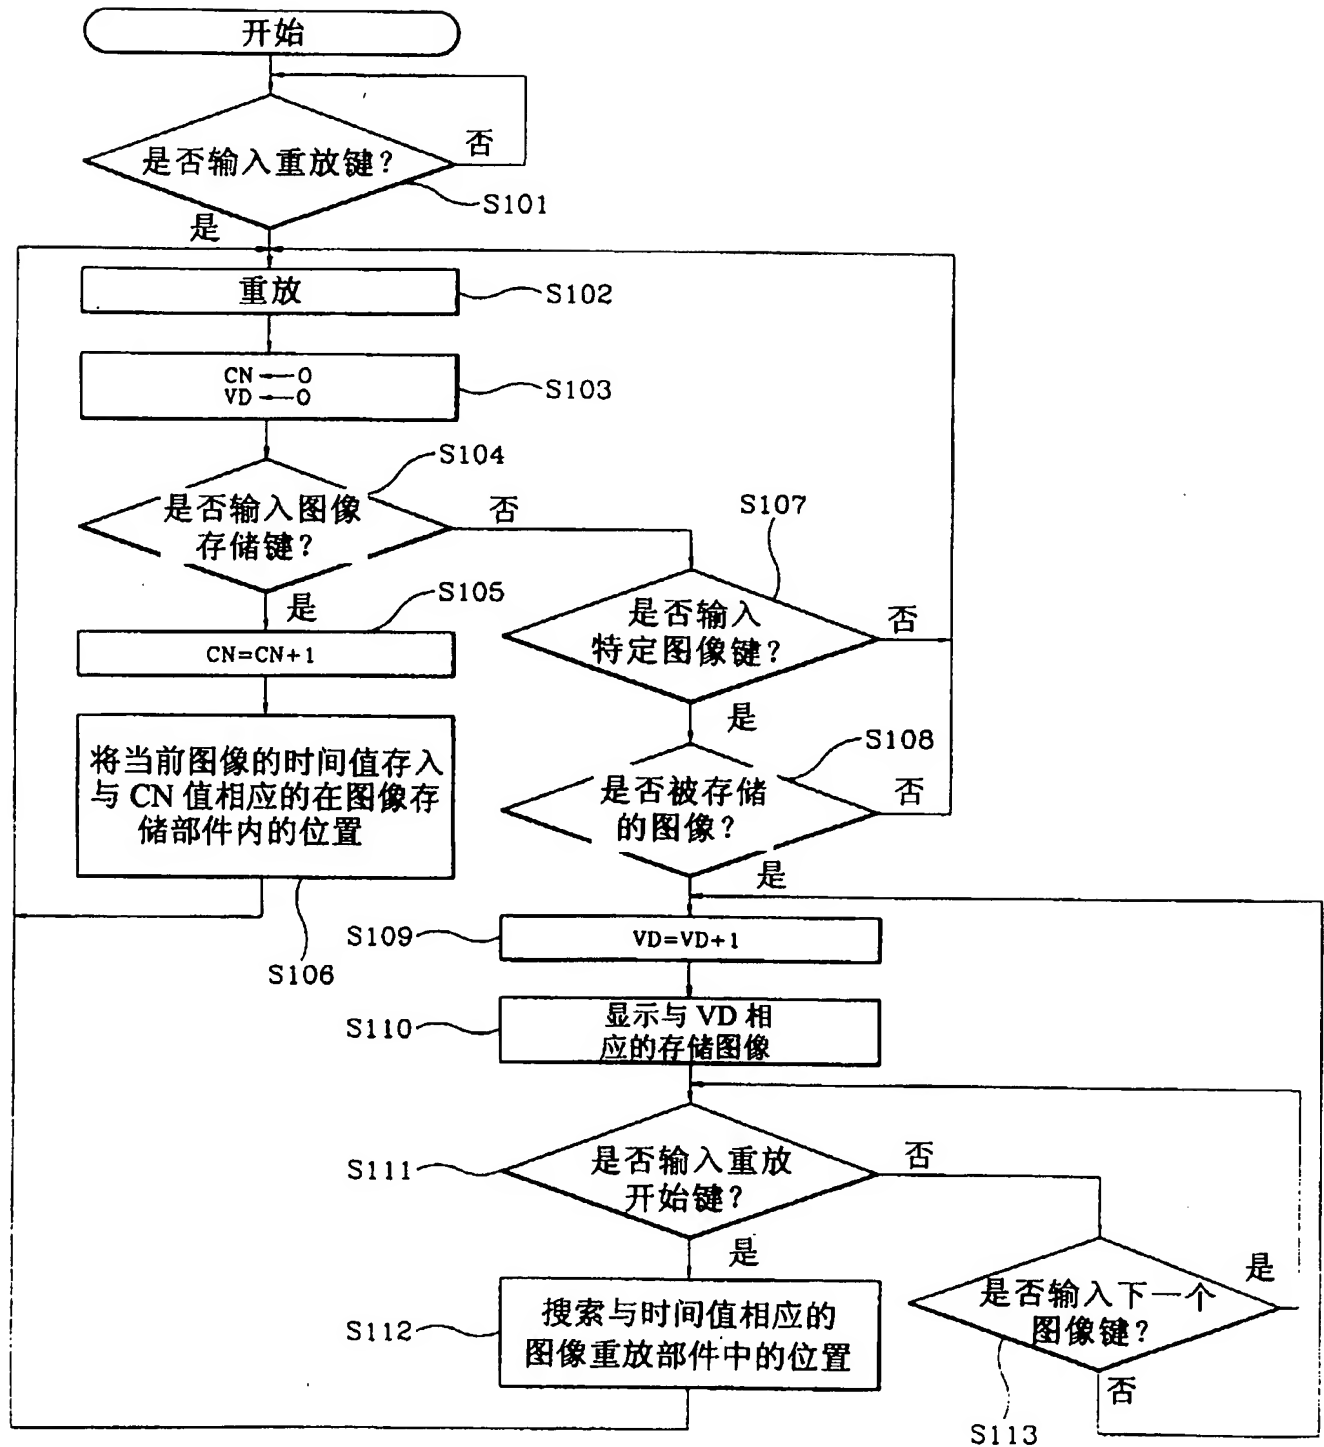 开始
是否输入重放键?
否
S101
是
重放
S102
CN←0
VD←0
S103
S104
是否输入图像
存储键?
否
S107
是
S105
CN=CN+1
是否输入
特定图像键?
否
是
将当前图像的时间值存入
与CN值相应的在图像存
储部件内的位置
S106
S108
是否被存储
的图像?
否
是
S109
VD=VD+1
S110
显示与VD相
应的存储图像
S111
是否输入重放
开始键?
否
是
S112
搜索与时间值相应的
图像重放部件中的位置
是否输入下一个
图像键?
是
否
S113